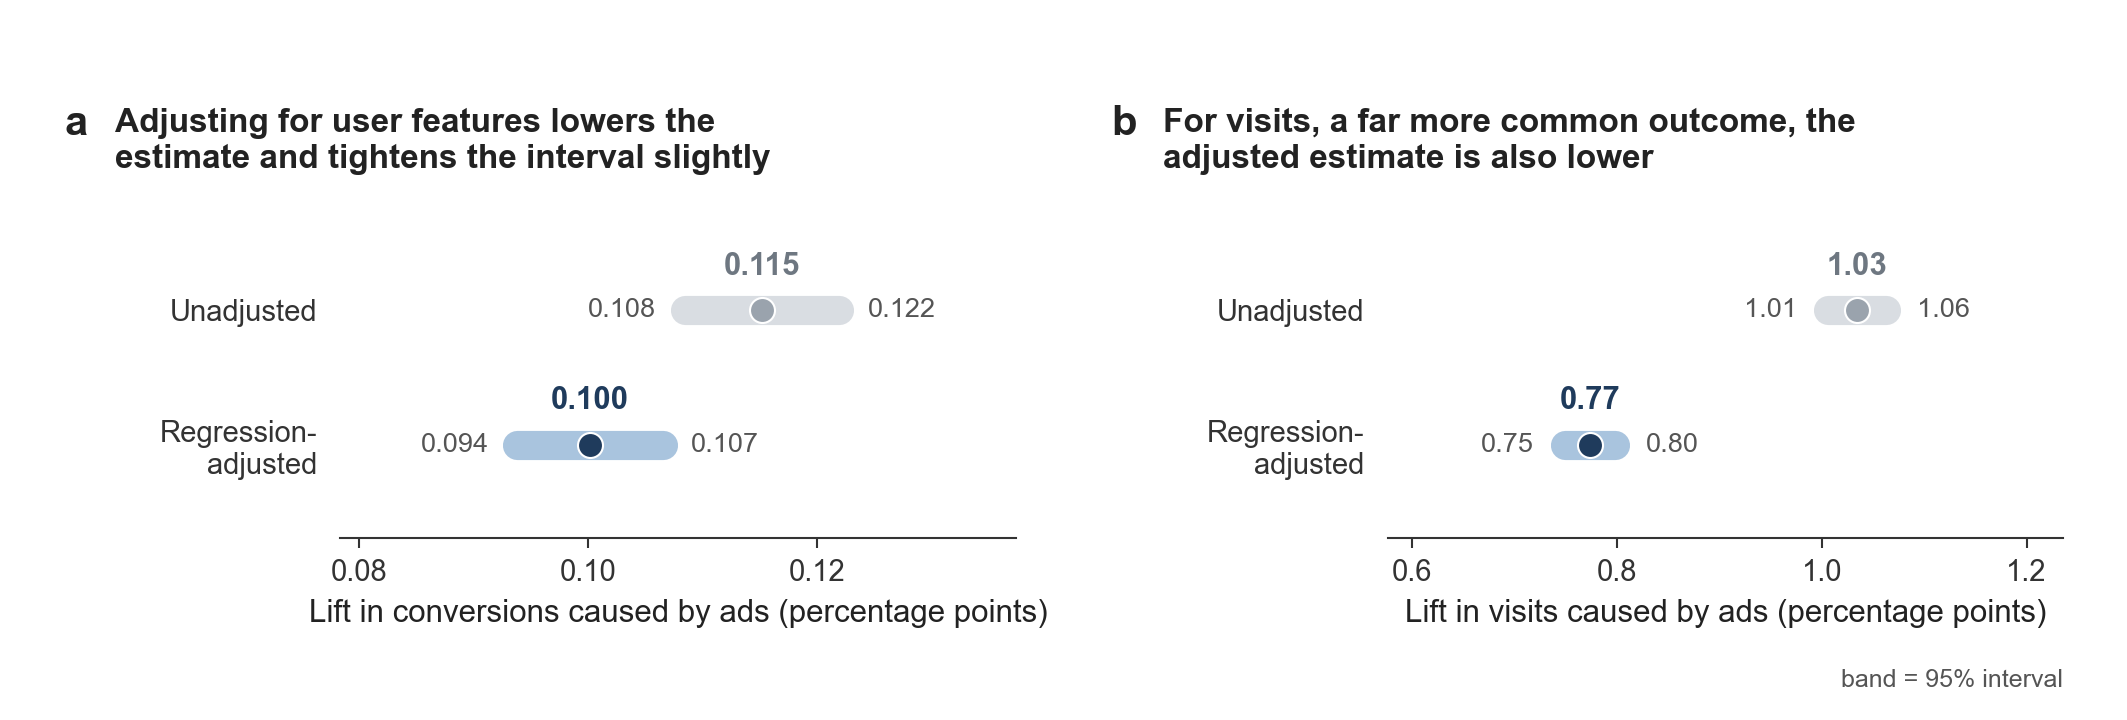 a Adjusting for user features lowers the
estimate and tightens the interval slightly
0.115
Unadjusted 0.108 0.122
0.100
Regression-
adjusted
0.094 0.107
0.08 0.10 0.12
Lift in conversions caused by ads (percentage points)
b For visits, a far more common outcome, the
adjusted estimate is also lower
1.03
Unadjusted 1.01 1.06
0.77
Regression-
adjusted
0.75 0.80
0.6 0.8 1.0 1.2
Lift in visits caused by ads (percentage points)
band = 95% interval